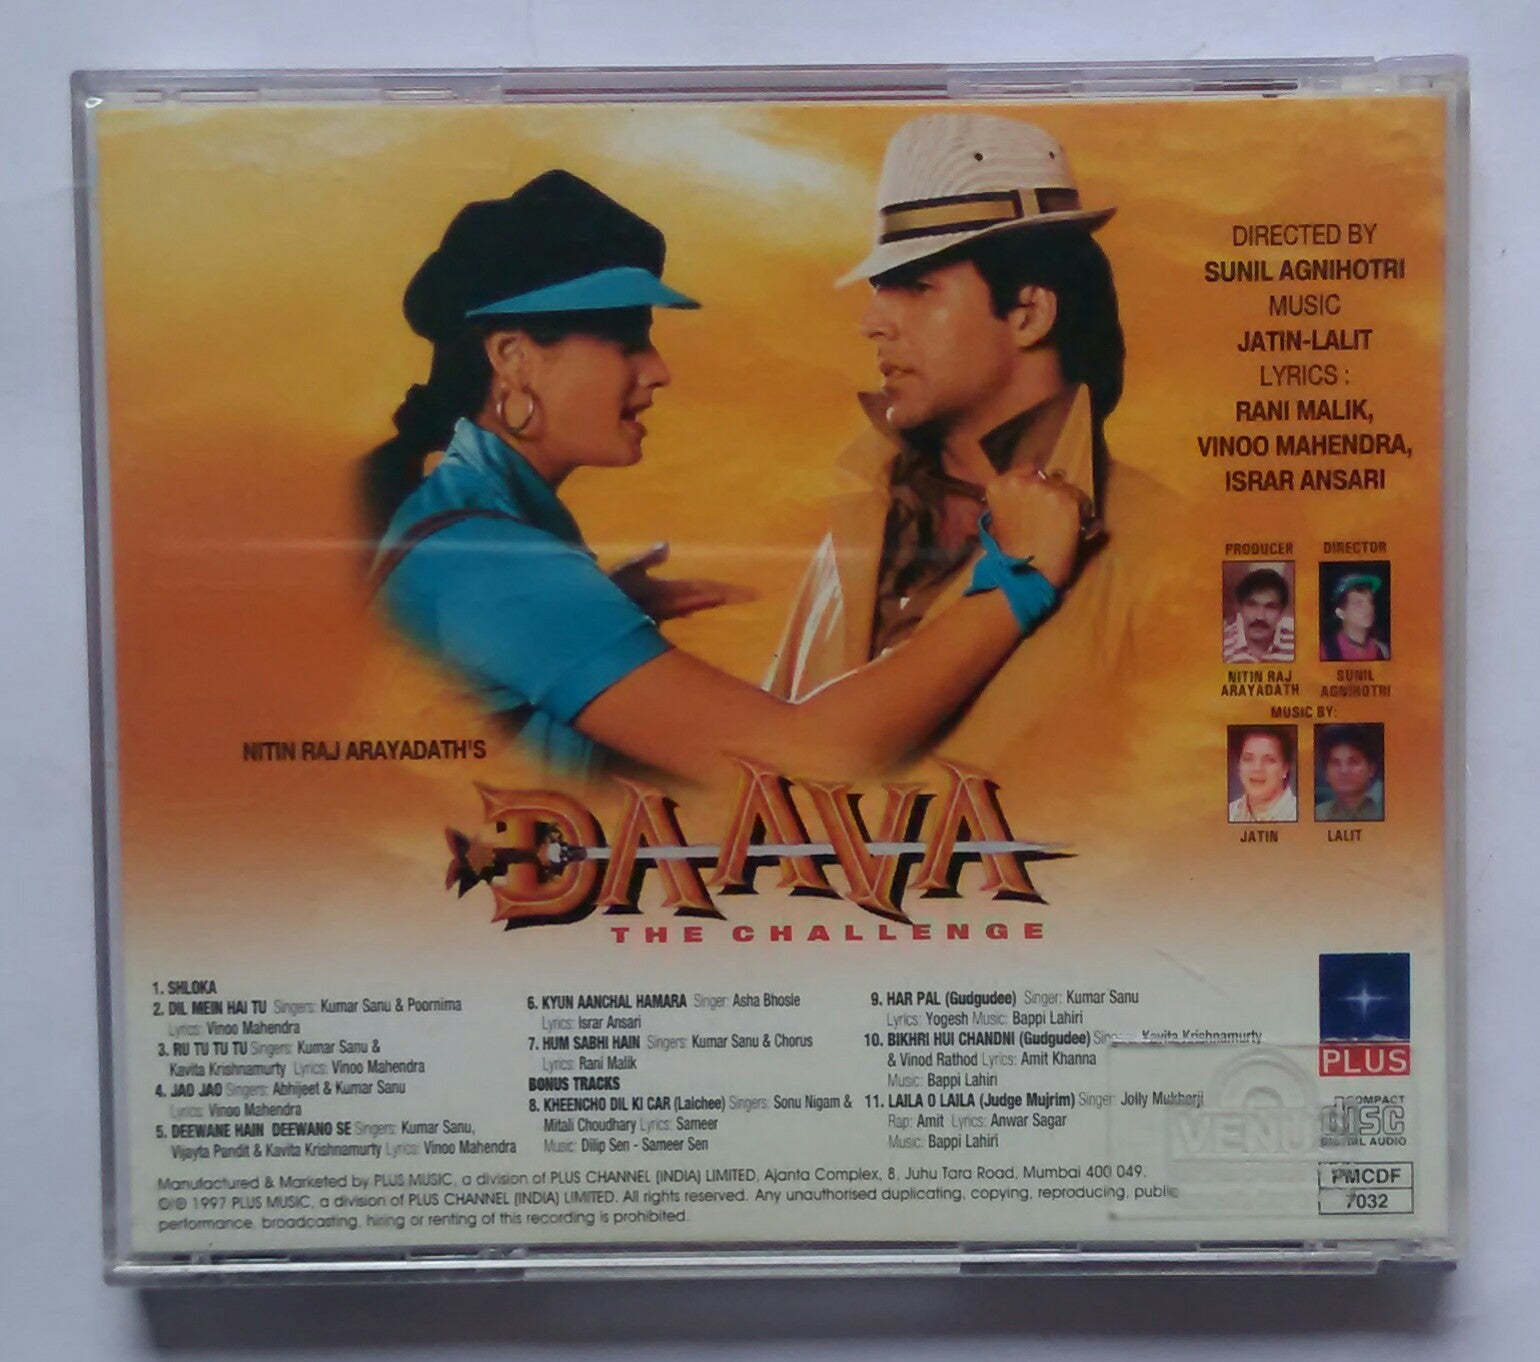 DIRECTED BY
SUNIL AGNIHOTRI
MUSIC
JATIN-LALIT
LYRICS :
RANI MALIK,
VINOO MAHENDRA,
ISRAR ANSARI
PRODUCER
DIRECTOR
NITIN RAJ
ARAYADATH
SUNIL
AGNIHOTRI
MUSIC BY:
JATIN
LALIT
NITIN RAJ ARAYADATH'S
DAAVA
THE CHALLENGE
1. SHLOKA
2. DIL MEIN HAI TU Singers: Kumar Sanu & Poornima
Lyrics: Vinoo Mahendra
3. RU TU TU TU Singers: Kumar Sanu &
Kavita Krishnamurty Lyrics: Vinoo Mahendra
4. JAO JAO Singers: Abhijeet & Kumar Sanu
Lyrics: Vinoo Mahendra
5. DEEWANE HAIN DEEWANO SE Singers: Kumar Sanu,
Vijayta Pandit & Kavita Krishnamurty Lyrics: Vinoo Mahendra
6. KYUN AANCHAL HAMARA Singer: Asha Bhosle
Lyrics: Israr Ansari
7. HUM SABHI HAIN Singers: Kumar Sanu & Chorus
Lyrics: Rani Malik
BONUS TRACKS
8. KHEENCHO DIL KI CAR (Lalchee) Singers: Sonu Nigam &
Mitali Choudhary Lyrics: Sameer
Music: Dilip Sen - Sameer Sen
9. HAR PAL (Gudgudee) Singer: Kumar Sanu
Lyrics: Yogesh Music: Bappi Lahiri
10. BIKHRI HUI CHANDNI (Gudgudee) Singers: Kavita Krishnamurty
& Vinod Rathod Lyrics: Amit Khanna
Music: Bappi Lahiri
11. LAILA O LAILA (Judge Mujrim) Singer: Jolly Mukherji
Rap: Amit Lyrics: Anwar Sagar
Music: Bappi Lahiri
PLUS
COMPACT
disc
DIGITAL AUDIO
VENUS
PMCDF
7032
Manufactured & Marketed by PLUS MUSIC, a division of PLUS CHANNEL (INDIA) LIMITED, Ajanta Complex, 8, Juhu Tara Road, Mumbai 400 049.
©℗ 1997 PLUS MUSIC, a division of PLUS CHANNEL (INDIA) LIMITED. All rights reserved. Any unauthorised duplicating, copying, reproducing, public
performance, broadcasting, hiring or renting of this recording is prohibited.